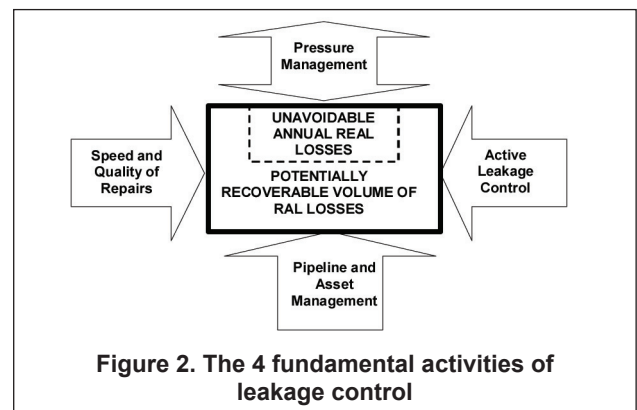 Pressure
Management
UNAVOIDABLE
ANNUAL REAL
LOSSES
Speed and
Quality of
Repairs
POTENTIALLY
RECOVERABLE VOLUME OF
RAL LOSSES
Active
Leakage
Control
Pipeline and
Asset
Management
Figure 2. The 4 fundamental activities of
leakage control